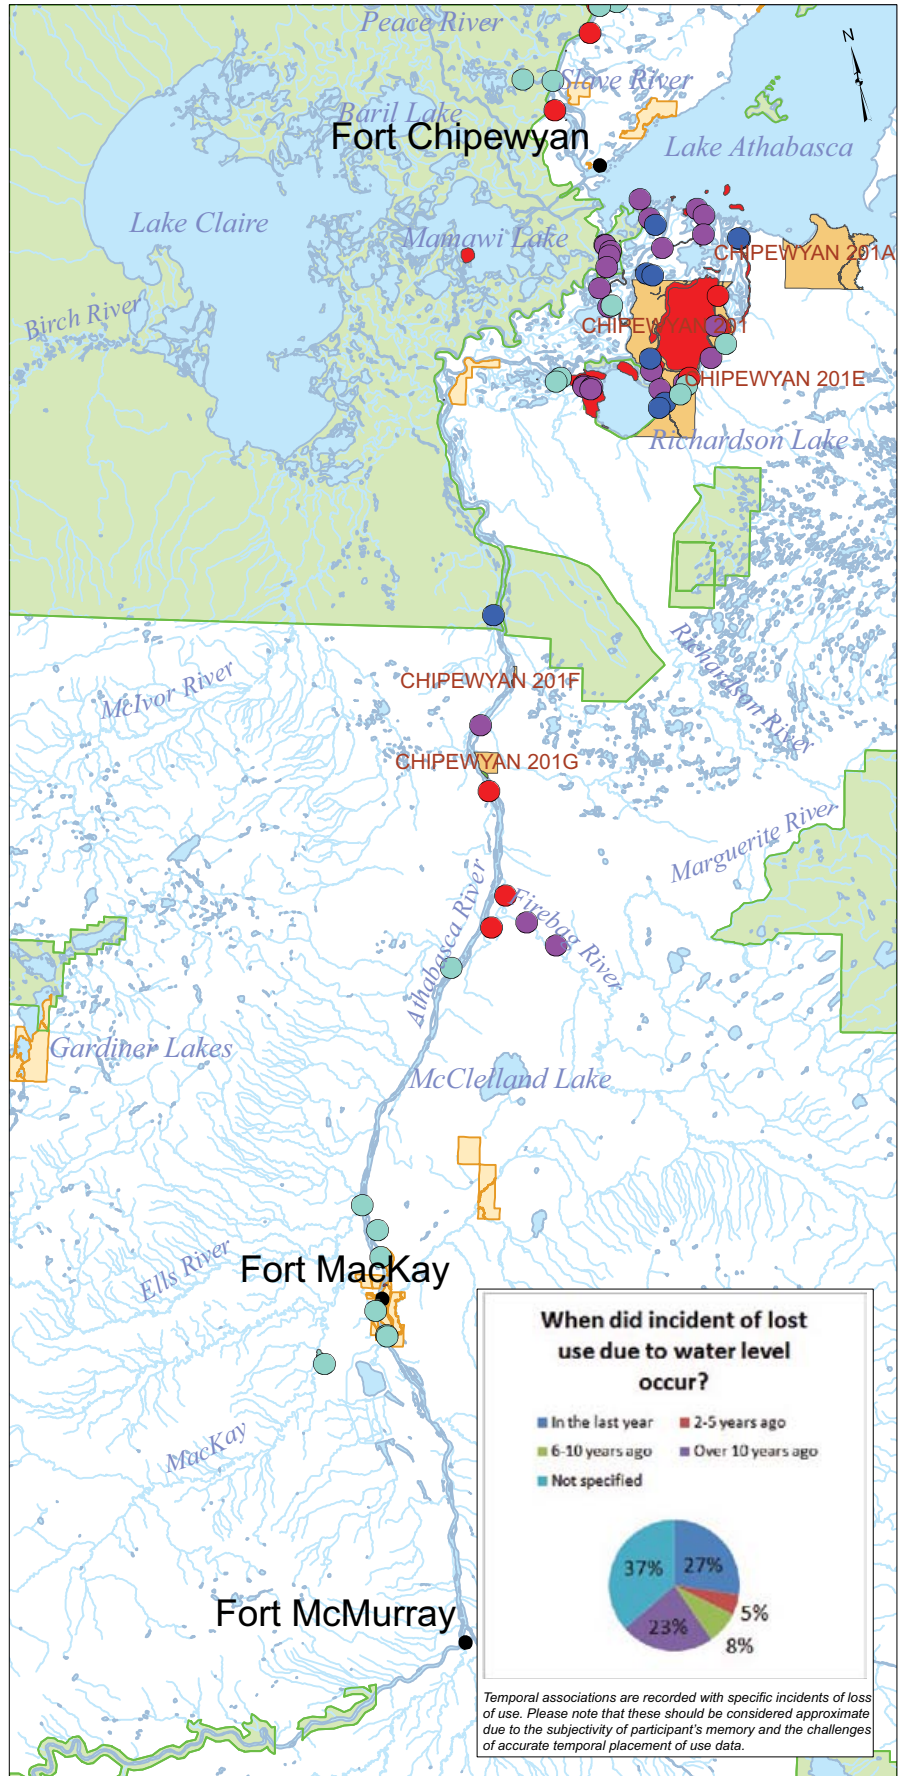 Peace River
N
Slave River
Baril Lake
Fort Chipewyan
Lake Athabasca
Lake Claire
Mamawi Lake
CHIPEWYAN 201A
Birch River
CHIPEWYAN 201
CHIPEWYAN 201E
Richardson Lake
Richardson River
McIvor River
CHIPEWYAN 201F
CHIPEWYAN 201G
Marguerite River
Athabasca River
Firebag River
Gardiner Lakes
McClelland Lake
Ells River
Fort MacKay
MacKay
Fort McMurray
When did incident of lost
use due to water level
occur?
In the last year
2-5 years ago
6-10 years ago
Over 10 years ago
Not specified
37%
27%
5%
23%
8%
Temporal associations are recorded with specific incidents of loss
of use. Please note that these should be considered approximate
due to the subjectivity of participant's memory and the challenges
of accurate temporal placement of use data.